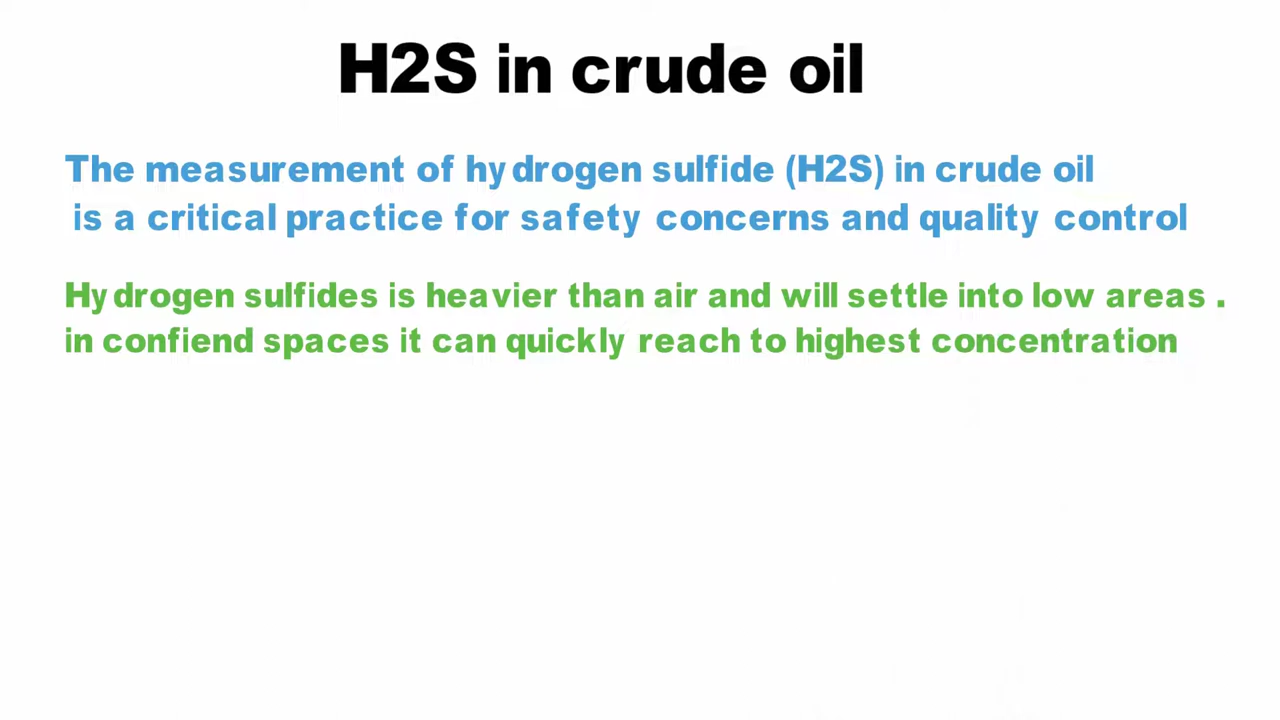 H2S in crude oil
The measurement of hydrogen sulfide (H2S) in crude oil
is a critical practice for safety concerns and quality control
Hydrogen sulfides is heavier than air and will settle into low areas .
in confiend spaces it can quickly reach to highest concentration